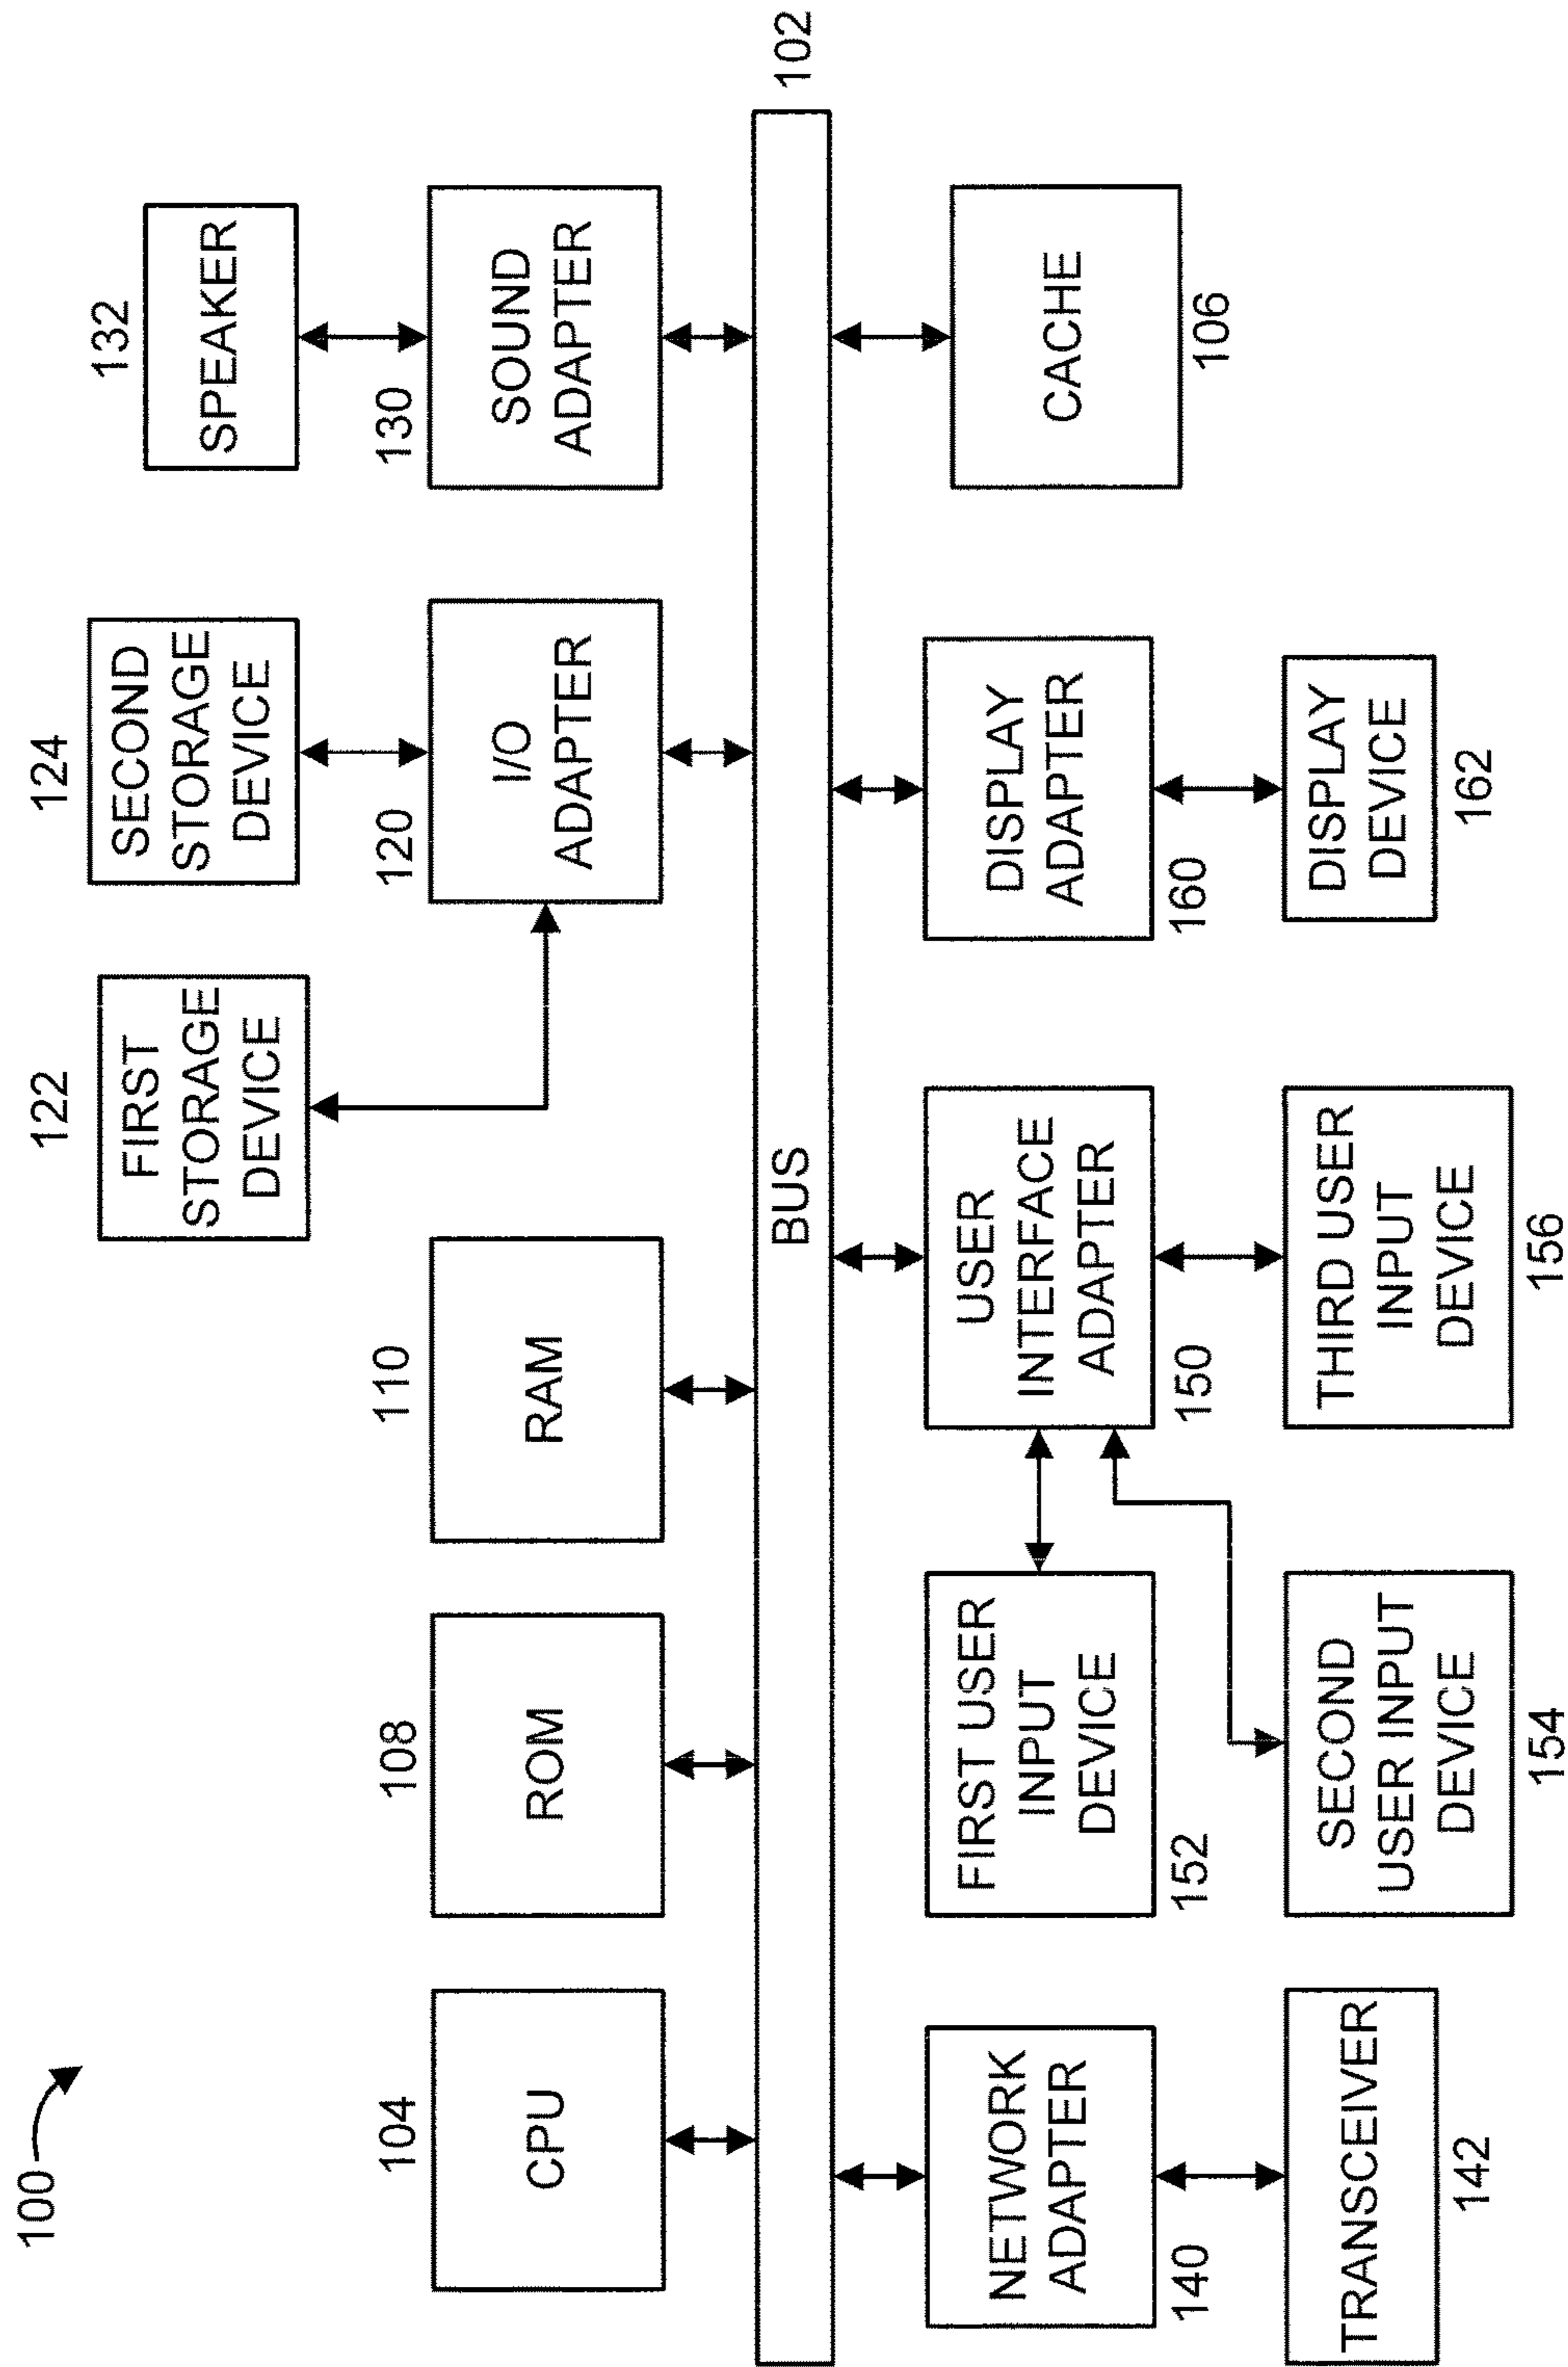 100
104
CPU
108
ROM
110
RAM
122
FIRST
STORAGE
DEVICE
124
SECOND
STORAGE
DEVICE
120
I/O
ADAPTER
132
SPEAKER
130
SOUND
ADAPTER
BUS
102
NETWORK
ADAPTER
140
TRANSCEIVER
142
FIRST USER
INPUT
DEVICE
152
SECOND
USER INPUT
DEVICE
154
USER
INTERFACE
ADAPTER
150
THIRD USER
INPUT
DEVICE
156
DISPLAY
ADAPTER
160
DISPLAY
DEVICE
162
CACHE
106